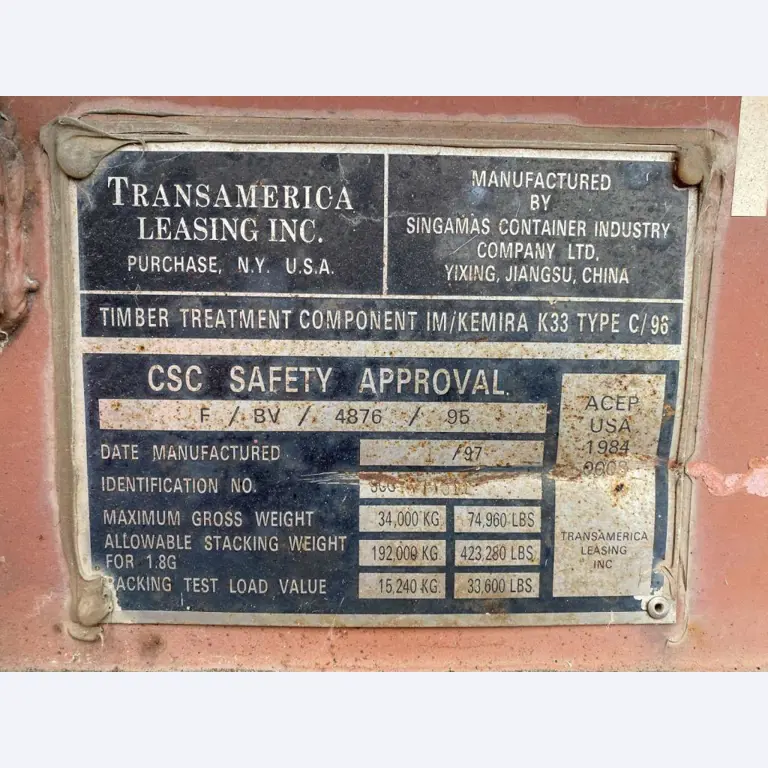 TRANSAMERICA
LEASING INC.
PURCHASE, N.Y. U.S.A.
MANUFACTURED
BY
SINGAMAS CONTAINER INDUSTRY
COMPANY LTD.
YIXING, JIANGSU, CHINA
TIMBER TREATMENT COMPONENT IM/KEMIRA K33 TYPE C/96
CSC SAFETY APPROVAL
F / BV / 4876 / 95
DATE MANUFACTURED /97
IDENTIFICATION NO.
MAXIMUM GROSS WEIGHT 34,000 KG 74,960 LBS
ALLOWABLE STACKING WEIGHT
FOR 1.8G 192,000 KG 423,280 LBS
RACKING TEST LOAD VALUE 15,240 KG 33,600 LBS
ACEP
USA
1984
TRANSAMERICA
LEASING
INC